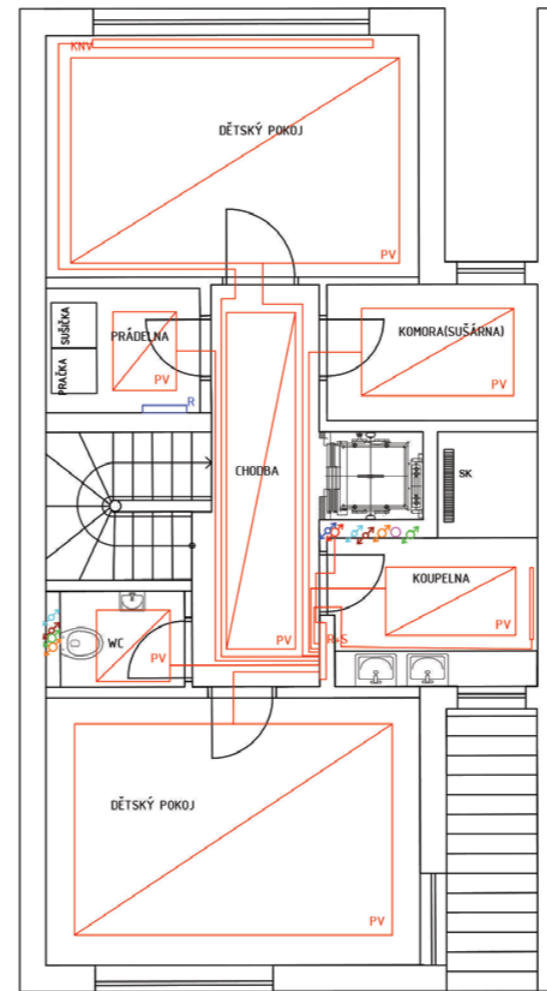 KNV
DĚTSKÝ POKOJ
PV
SUŠIČKA
PRAČKA
PRÁDELNA
PV
R
KOMORA(SUŠÁRNA)
PV
CHODBA
SK
KOUPELNA
PV
R+S
PV
WC
PV
DĚTSKÝ POKOJ
PV